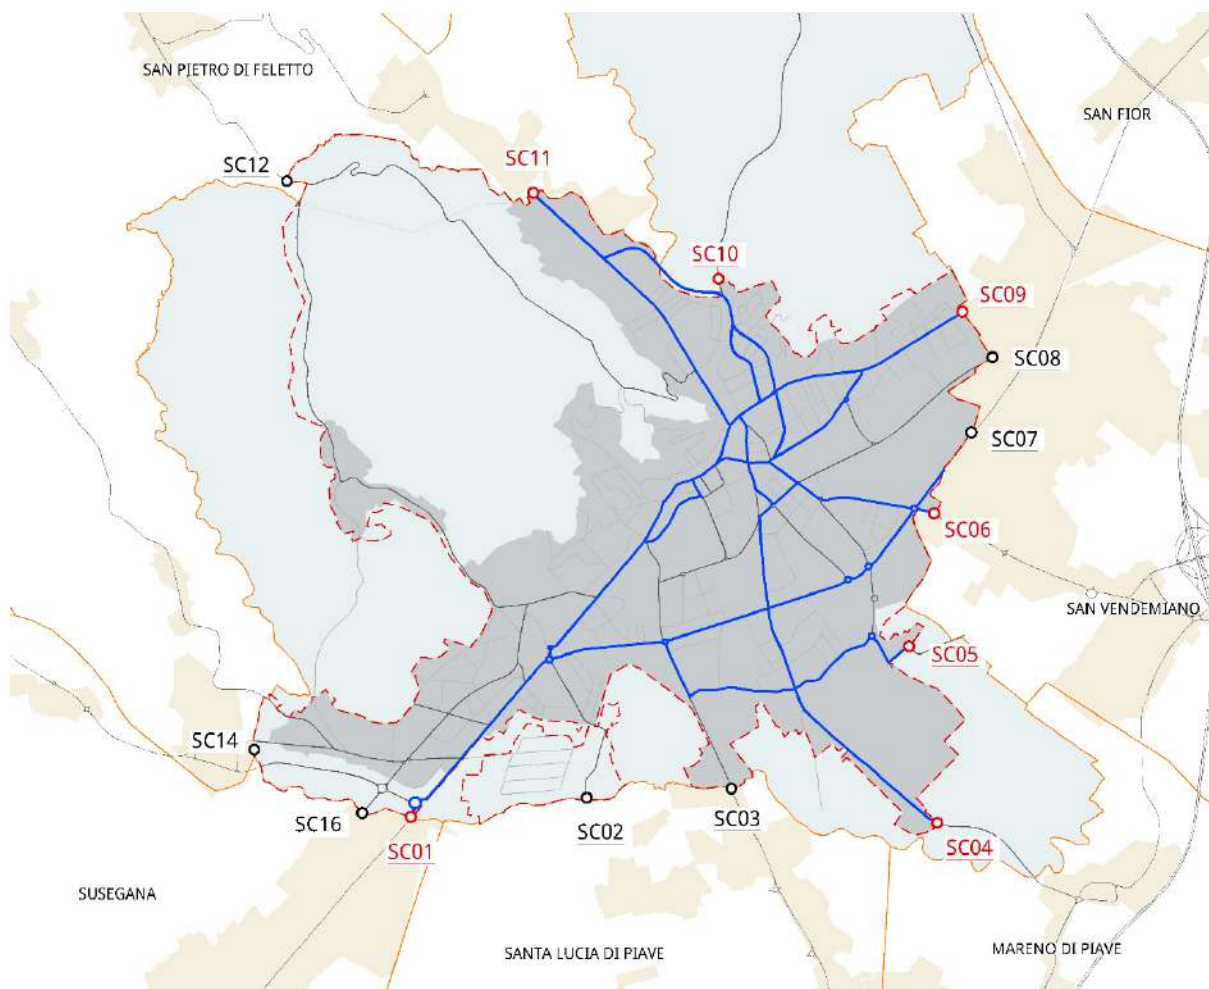 SAN PIETRO DI FELETTO
SAN FIOR
SC11
SC12
SC10
SC09
SC08
SC07
SC06
SAN VENDEMIANO
SC05
SC14
SC16
SC02
SC03
SC01
SC04
SUSEGANA
SANTA LUCIA DI PIAVE
MARENO DI PIAVE